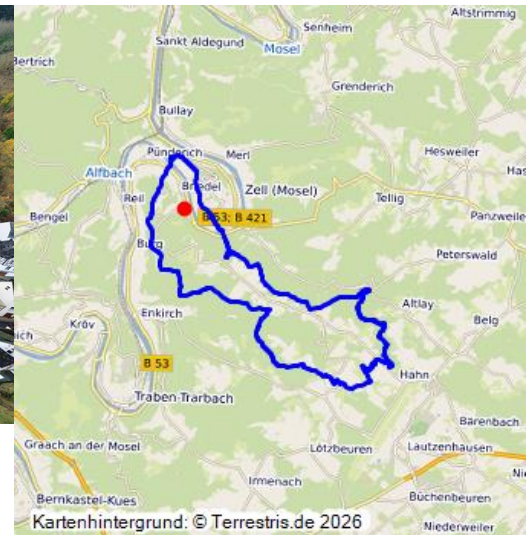 Altstrimmig
Senheim
Sankt Aldegund
Mosel
Bertrich
Grenderich
Bullay
Pünderich
Merl
Hesweiler
Alfbach
Briedel
Zell (Mosel)
Has
Reil
Tellig
Bengel
B 53; B 421
Panzweile
Burg
Peterswald
Enkirch
Altlay
Kröv
Belg
B 53
Hahn
Traben-Trarbach
Bärenbach
Graach an der Mosel
Lötzbeuren
Lautzenhausen
Irmenach
Bernkastel-Kues
Büchenbeuren
Kartenhintergrund: © Terrestris.de 2026
Niederweiler